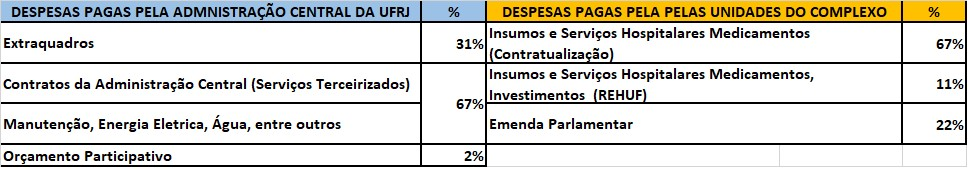 DESPESAS PAGAS PELA ADMNISTRAÇÃO CENTRAL DA UFRJ % DESPESAS PAGAS PELA PELAS UNIDADES DO COMPLEXO %
Extraquadros 31% Insumos e Serviços Hospitalares Medicamentos
(Contratualização) 67%
Contratos da Administração Central (Serviços Terceirizados) 67% Insumos e Serviços Hospitalares Medicamentos,
Investimentos (REHUF) 11%
Manutenção, Energia Eletrica, Água, entre outros Emenda Parlamentar 22%
Orçamento Participativo 2%